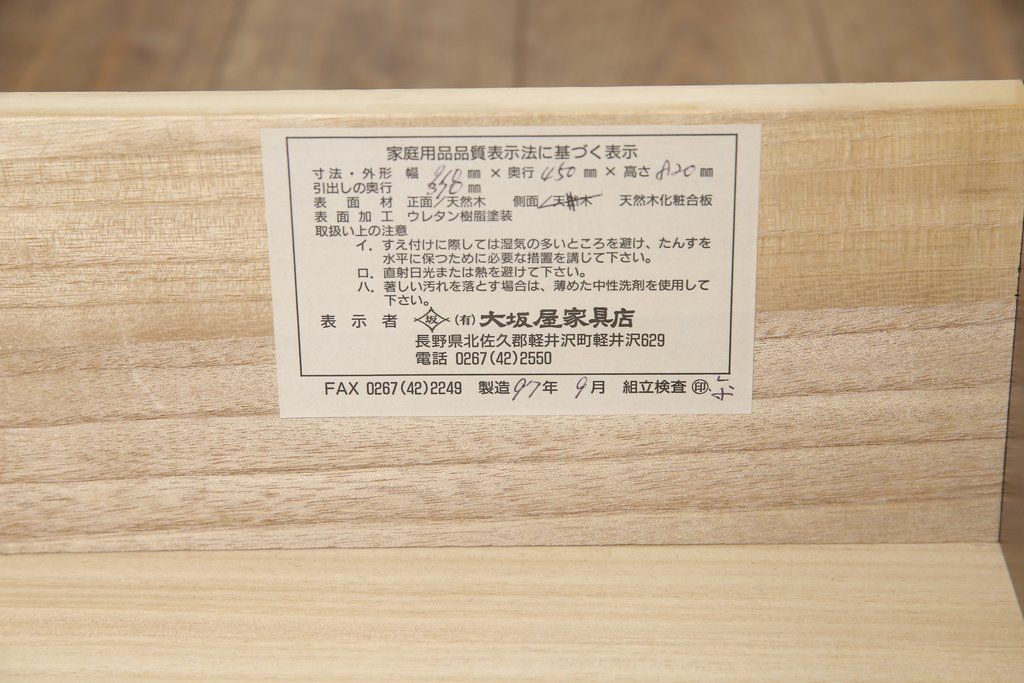 家庭用品品質表示法に基づく表示
寸法・外形 幅 910 ㎜ × 奥行 450 ㎜ × 高さ 820 ㎜
引出しの奥行 370 ㎜
表面材 正面/天然木 側面/天然木 天然木化粧合板
表面加工 ウレタン樹脂塗装
取扱い上の注意
イ. すえ付けに際しては湿気の多いところを避け、たんすを
水平に保つために必要な措置を講じて下さい。
ロ. 直射日光または熱を避けて下さい。
ハ. 著しい汚れを落とす場合は、薄めた中性洗剤を使用して
下さい。
表示者 坂 (有) 大坂屋家具店
長野県北佐久郡軽井沢町軽井沢629
電話 0267(42)2550
FAX 0267(42)2249 製造 97年 9月 組立検査 ㊞